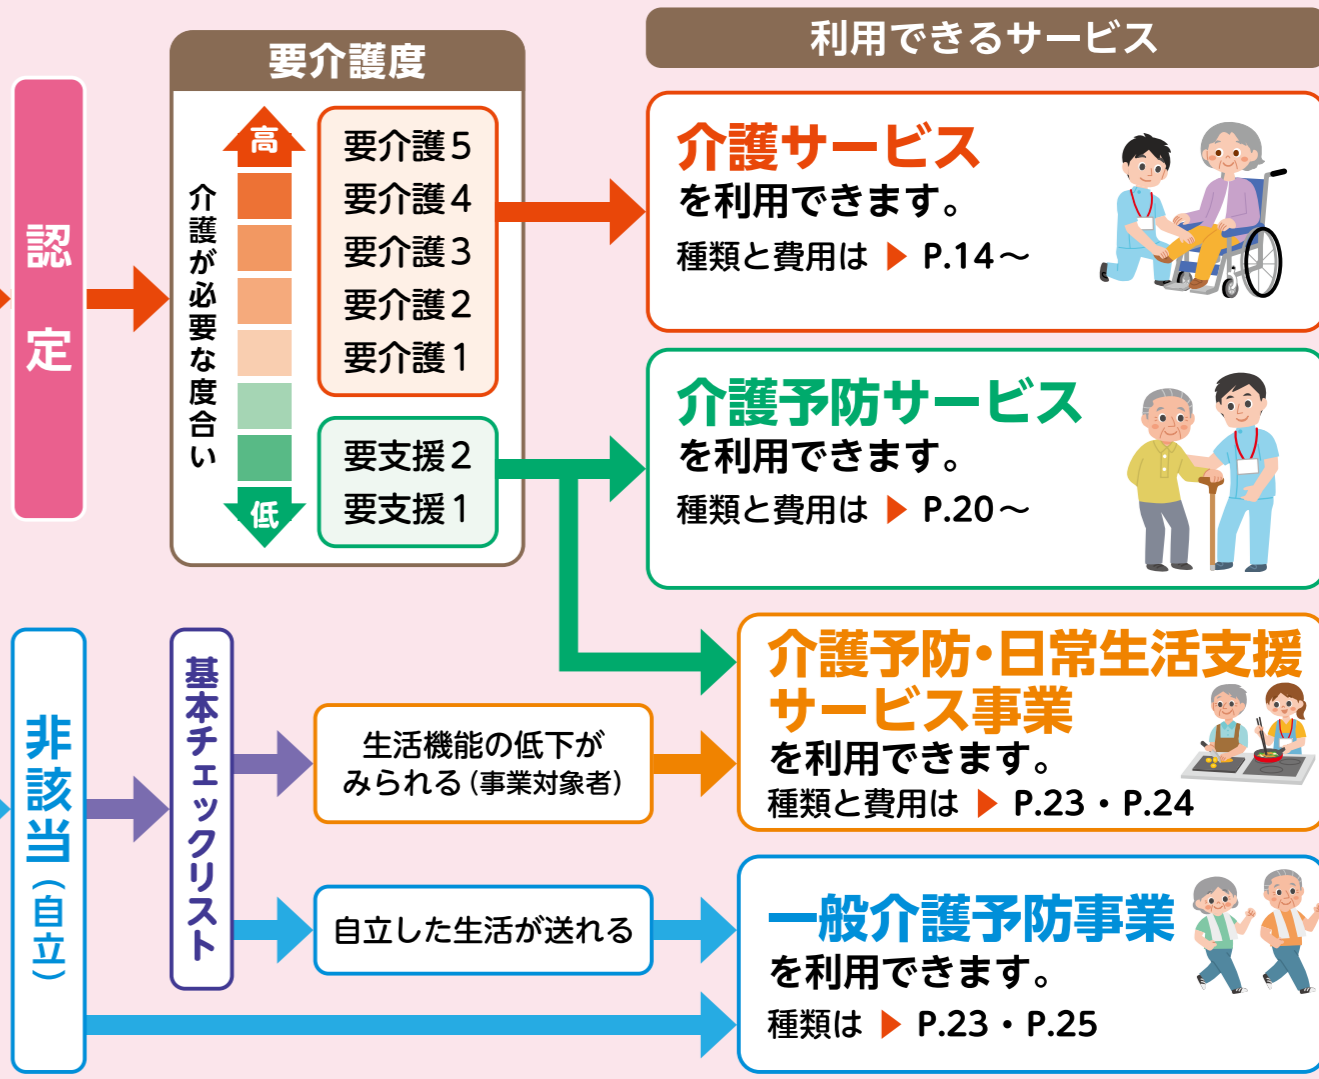 認定
要介護度
高
介護が必要な度合い
低
要介護5
要介護4
要介護3
要介護2
要介護1
要支援2
要支援1
利用できるサービス
介護サービス
を利用できます。
種類と費用は ▶ P.14〜
介護予防サービス
を利用できます。
種類と費用は ▶ P.20〜
非該当(自立)
基本チェックリスト
生活機能の低下が
みられる(事業対象者)
自立した生活が送れる
介護予防・日常生活支援
サービス事業
を利用できます。
種類と費用は ▶ P.23・P.24
一般介護予防事業
を利用できます。
種類は ▶ P.23・P.25